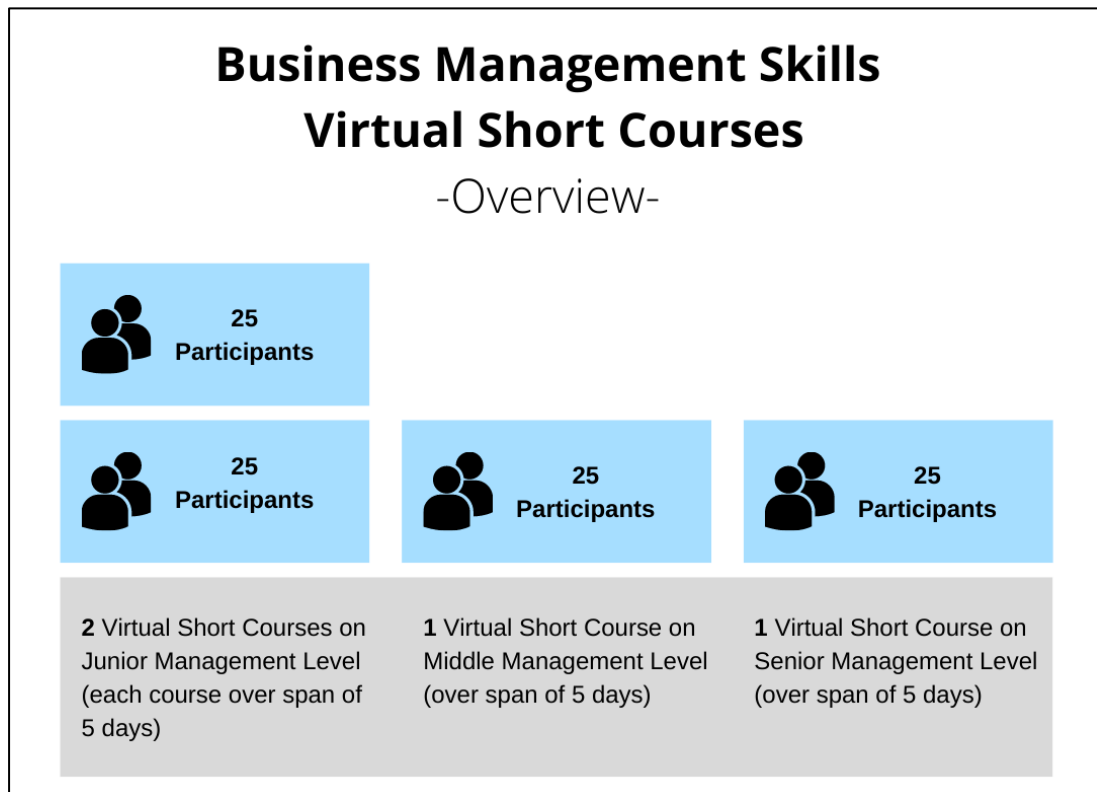 Business Management Skills
Virtual Short Courses
-Overview-
25
Participants
25
Participants
25
Participants
25
Participants
2 Virtual Short Courses on
Junior Management Level
(each course over span of
5 days)
1 Virtual Short Course on
Middle Management Level
(over span of 5 days)
1 Virtual Short Course on
Senior Management Level
(over span of 5 days)